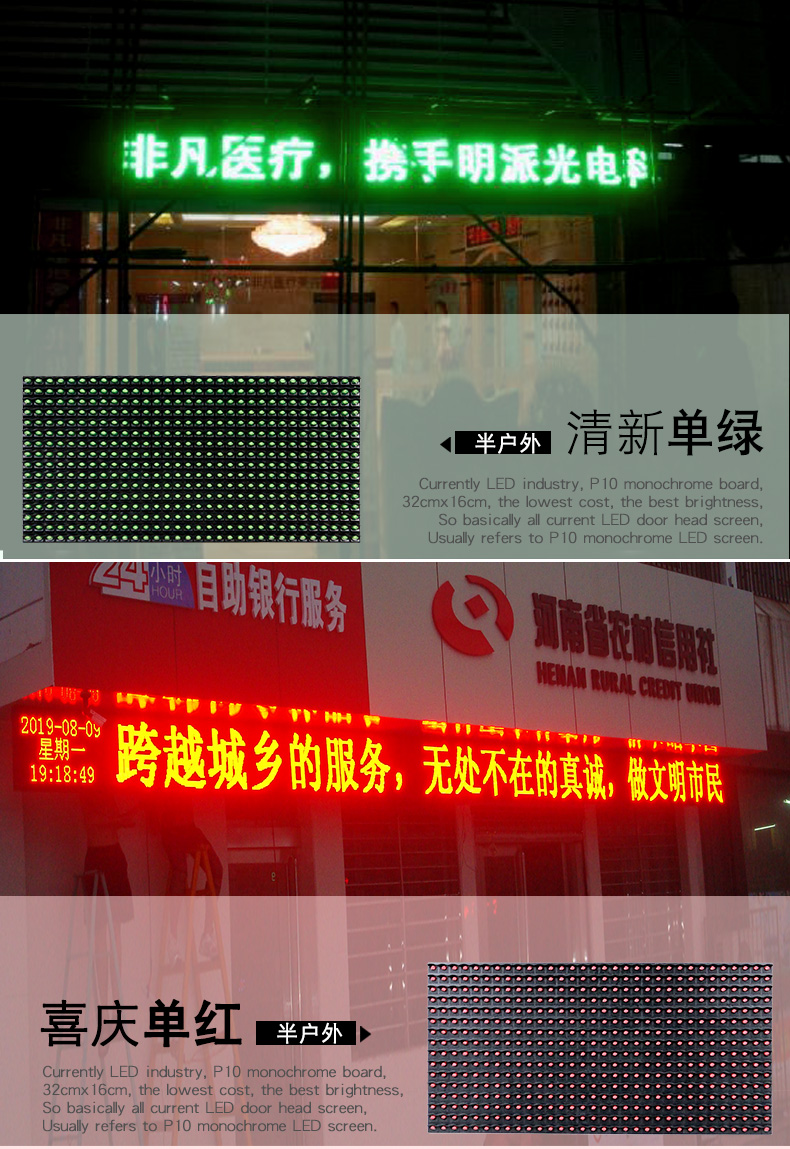 非凡医疗，携手明派光电科
半户外
清新单绿
Currently LED industry, P10 monochrome board,
32cmx16cm, the lowest cost, the best brightness,
So basically all current LED door head screen,
Usually refers to P10 monochrome LED screen.
24小时
HOUR
自助银行服务
河南省农村信用社
HENAN RURAL CREDIT UNION
2019-08-09
星期一
19:18:49
跨越城乡的服务，无处不在的真诚，做文明市民
喜庆单红
半户外
Currently LED industry, P10 monochrome board,
32cmx16cm, the lowest cost, the best brightness,
So basically all current LED door head screen,
Usually refers to P10 monochrome LED screen.